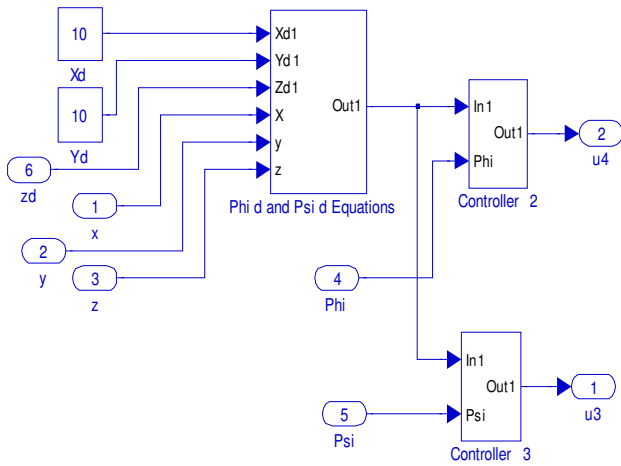 10
Xd
10
Yd
6
zd
1
x
2
y
3
z
Xd1
Yd1
Zd1
X
y
z
Out1
Phi d and Psi d Equations
4
Phi
5
Psi
In1
Phi
Out1
Controller 2
2
u4
In1
Psi
Out1
Controller 3
1
u3